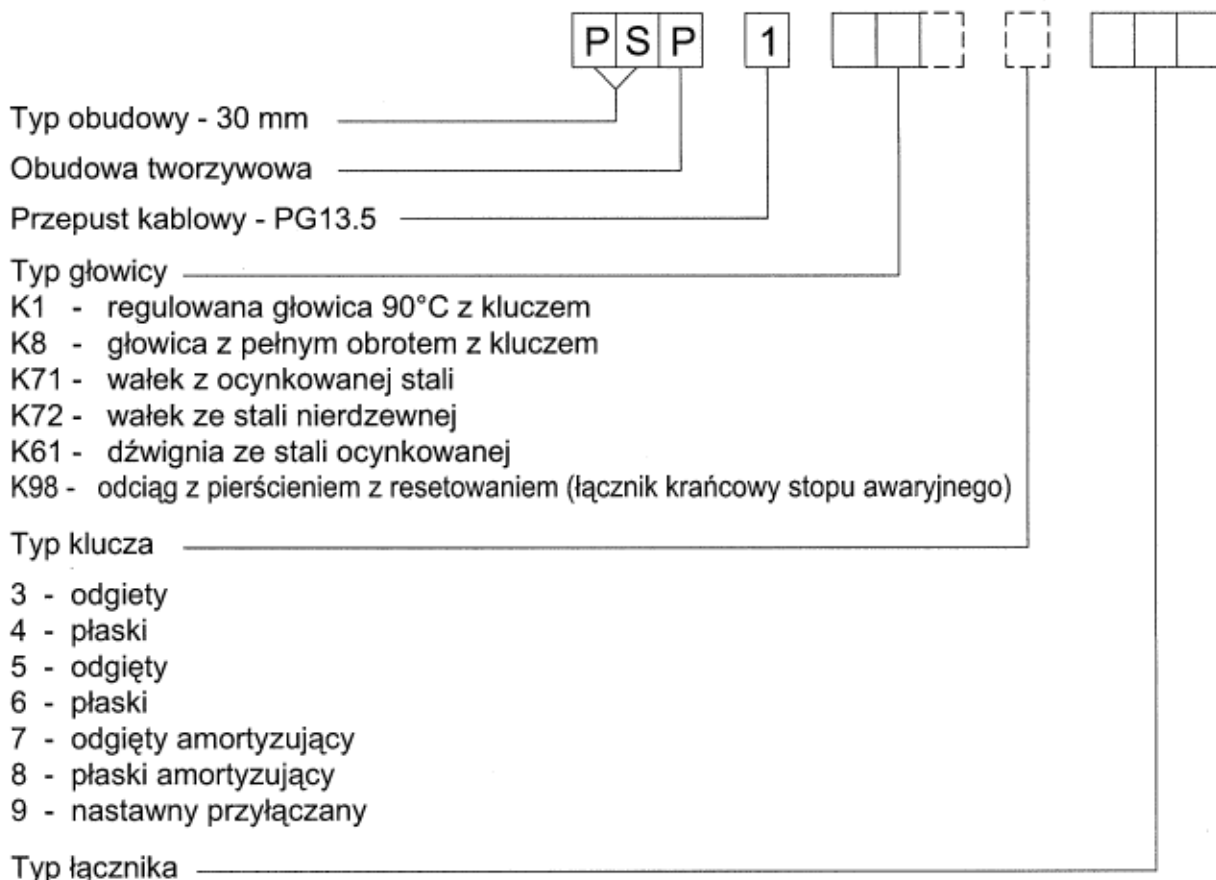 P S P 1
Typ obudowy - 30 mm
Obudowa tworzywowa
Przepust kablowy - PG13.5
Typ głowicy
K1 - regulowana głowica 90°C z kluczem
K8 - głowica z pełnym obrotem z kluczem
K71 - wałek z ocynkowanej stali
K72 - wałek ze stali nierdzewnej
K61 - dźwignia ze stali ocynkowanej
K98 - odciąg z pierścieniem z resetowaniem (łącznik krańcowy stopu awaryjnego)
Typ klucza
3 - odgiety
4 - płaski
5 - odgięty
6 - płaski
7 - odgięty amortyzujący
8 - płaski amortyzujący
9 - nastawny przyłączany
Typ łącznika